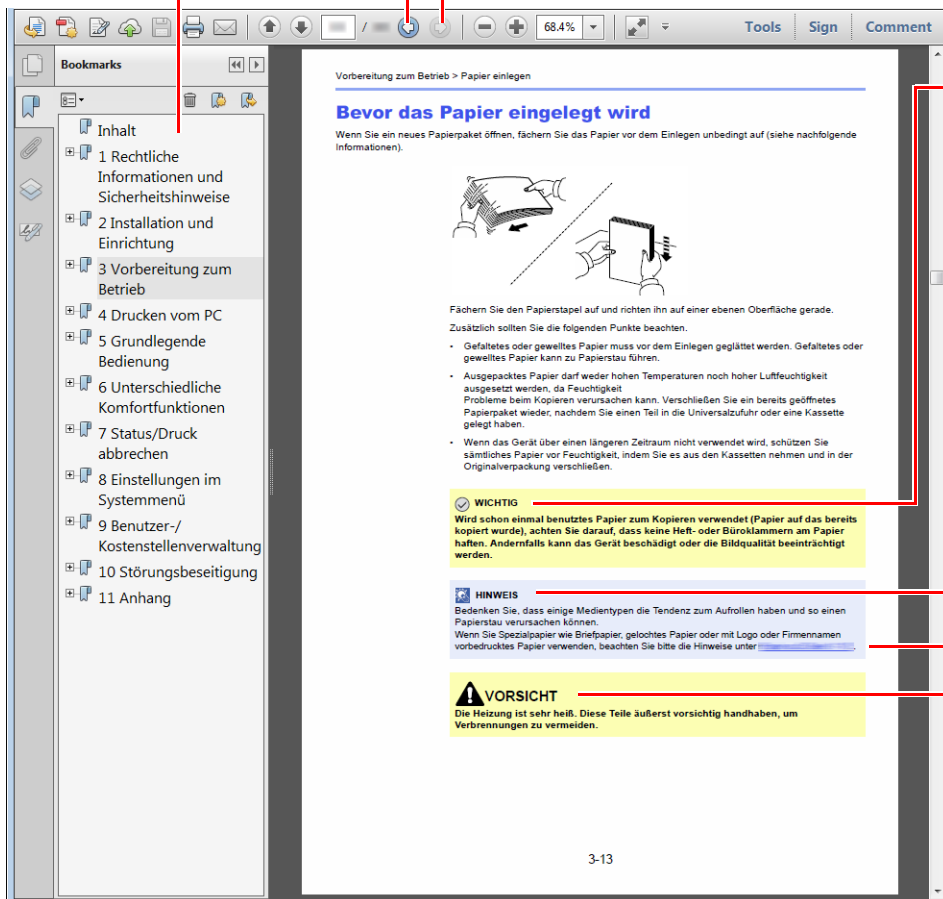 /
68.4%
Tools
Sign
Comment
Bookmarks
Inhalt
1 Rechtliche
Informationen und
Sicherheitshinweise
2 Installation und
Einrichtung
3 Vorbereitung zum
Betrieb
4 Drucken vom PC
5 Grundlegende
Bedienung
6 Unterschiedliche
Komfortfunktionen
7 Status/Druck
abbrechen
8 Einstellungen im
Systemmenü
9 Benutzer-/
Kostenstellenverwaltung
10 Störungsbeseitigung
11 Anhang
Vorbereitung zum Betrieb > Papier einlegen
Bevor das Papier eingelegt wird
Wenn Sie ein neues Papierpaket öffnen, fächern Sie das Papier vor dem Einlegen unbedingt auf (siehe nachfolgende
Informationen).
Fächern Sie den Papierstapel auf und richten ihn auf einer ebenen Oberfläche gerade.
Zusätzlich sollten Sie die folgenden Punkte beachten.
• Gefaltetes oder gewelltes Papier muss vor dem Einlegen geglättet werden. Gefaltetes oder
gewelltes Papier kann zu Papierstau führen.
• Ausgepacktes Papier darf weder hohen Temperaturen noch hoher Luftfeuchtigkeit
ausgesetzt werden, da Feuchtigkeit
Probleme beim Kopieren verursachen kann. Verschließen Sie ein bereits geöffnetes
Papierpaket wieder, nachdem Sie einen Teil in die Universalzufuhr oder eine Kassette
gelegt haben.
• Wenn das Gerät über einen längeren Zeitraum nicht verwendet wird, schützen Sie
sämtliches Papier vor Feuchtigkeit, indem Sie es aus den Kassetten nehmen und in der
Originalverpackung verschließen.
WICHTIG
Wird schon einmal benutztes Papier zum Kopieren verwendet (Papier auf das bereits
kopiert wurde), achten Sie darauf, dass keine Heft- oder Büroklammern am Papier
haften. Andernfalls kann das Gerät beschädigt oder die Bildqualität beeinträchtigt
werden.
HINWEIS
Bedenken Sie, dass einige Medientypen die Tendenz zum Aufrollen haben und so einen
Papierstau verursachen können.
Wenn Sie Spezialpapier wie Briefpapier, gelochtes Papier oder mit Logo oder Firmennamen
vorbedrucktes Papier verwenden, beachten Sie bitte die Hinweise unter .
VORSICHT
Die Heizung ist sehr heiß. Diese Teile äußerst vorsichtig handhaben, um
Verbrennungen zu vermeiden.
3-13